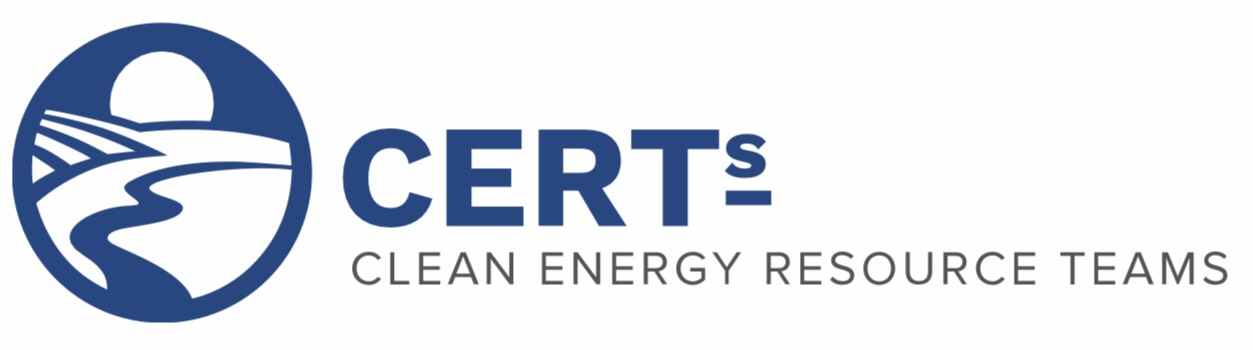 CERTs
CLEAN ENERGY RESOURCE TEAMS